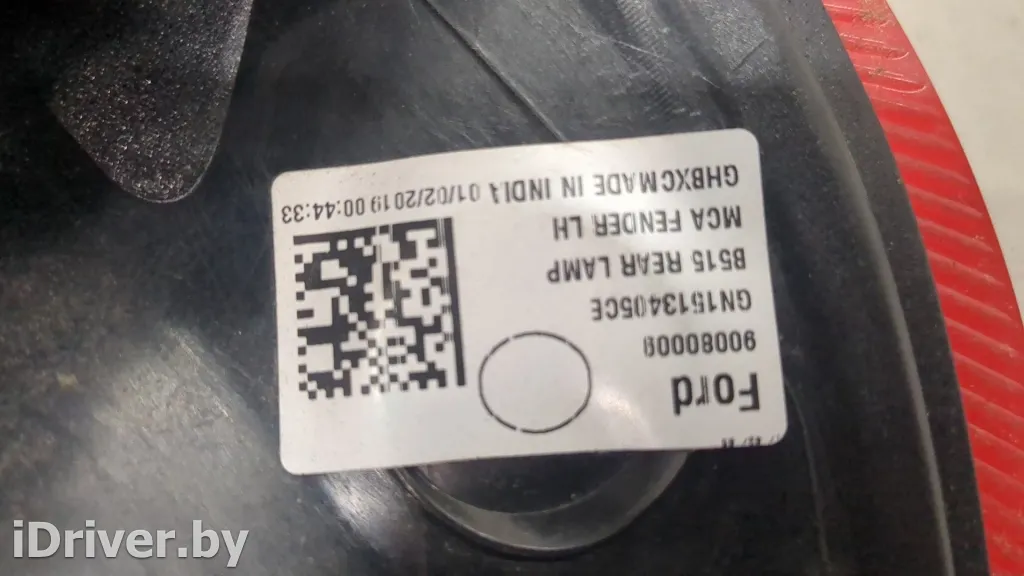 Ford
90080009
GN1513405CE
B515 REAR LAMP
MCA FENDER LH
GHBXCMADE IN INDIA 01/02/2019 00:44:33
iDriver.by